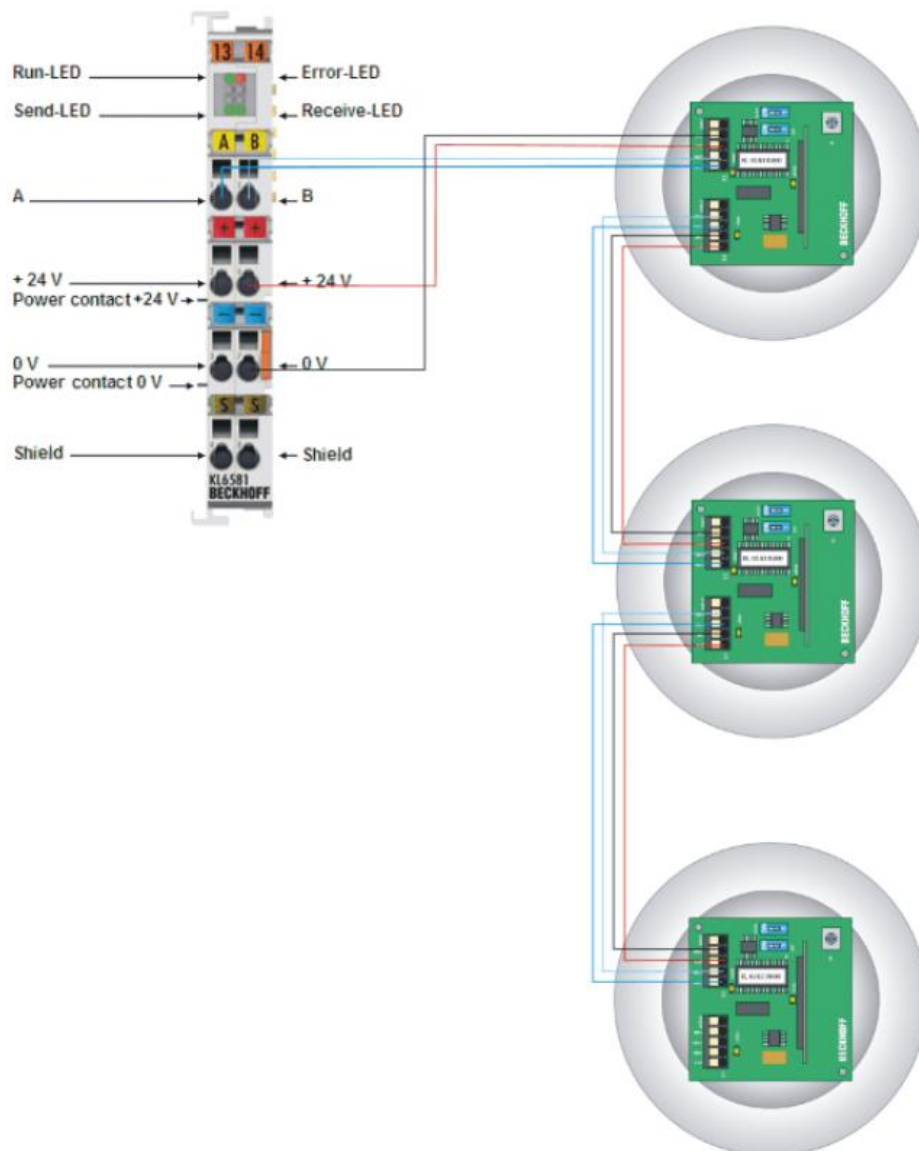 13 14
Run-LED
Error-LED
Send-LED
Receive-LED
A B
A
B
+ +
+ 24 V
+ 24 V
Power contact +24 V
− −
0 V
0 V
Power contact 0 V
S S
Shield
Shield
KL6581
BECKHOFF
BECKHOFF
BECKHOFF
BECKHOFF